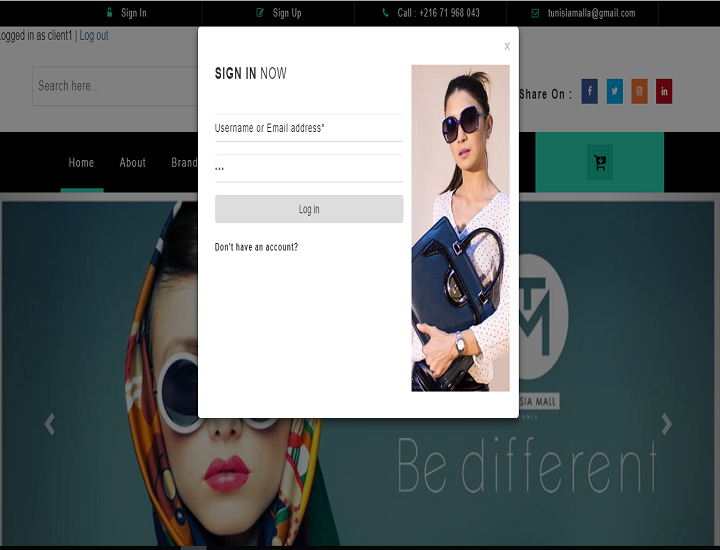 Sign In
Sign Up
Call : +216 71 968 043
tunisiamalla@gmail.com
Logged in as client1 | Log out
Search here...
Share On :
Home
About
Brand
x
SIGN IN NOW
Username or Email address*
***
Log in
Don't have an account?
TM
SIA MALL
Be different